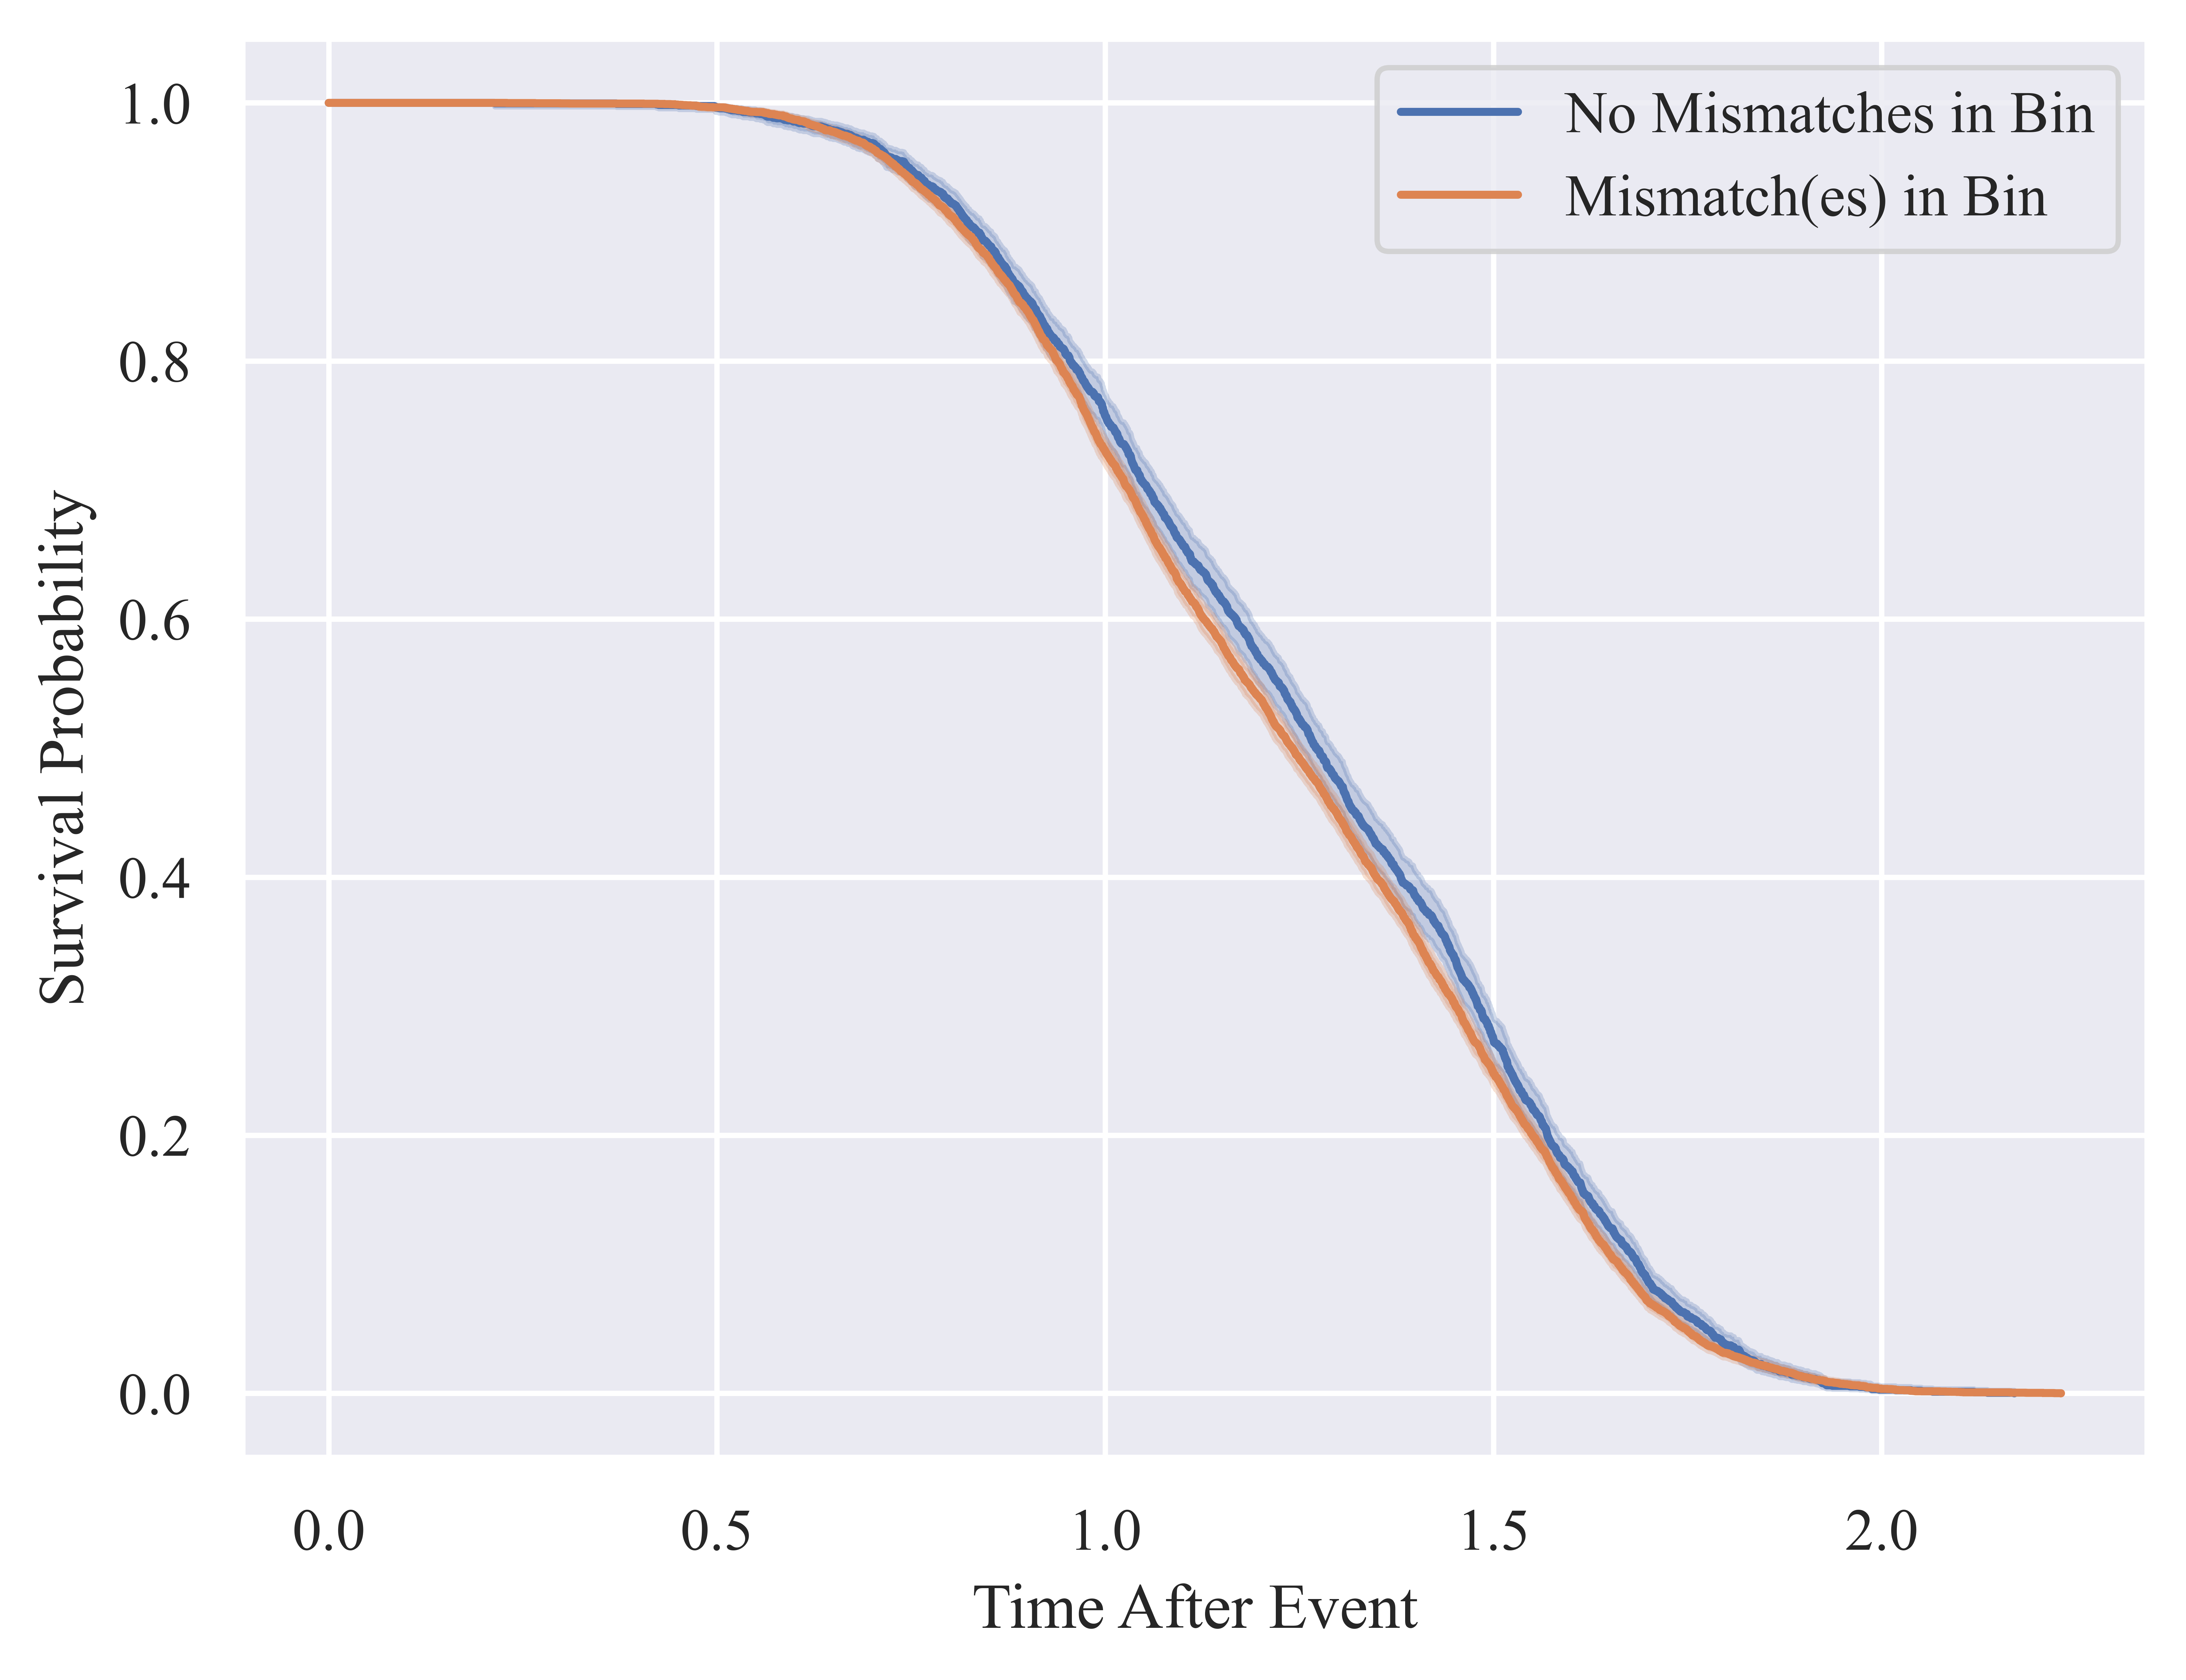 No Mismatches in Bin
Mismatch(es) in Bin
1.0
0.8
0.6
0.4
0.2
0.0
Survival Probability
0.0 0.5 1.0 1.5 2.0
Time After Event